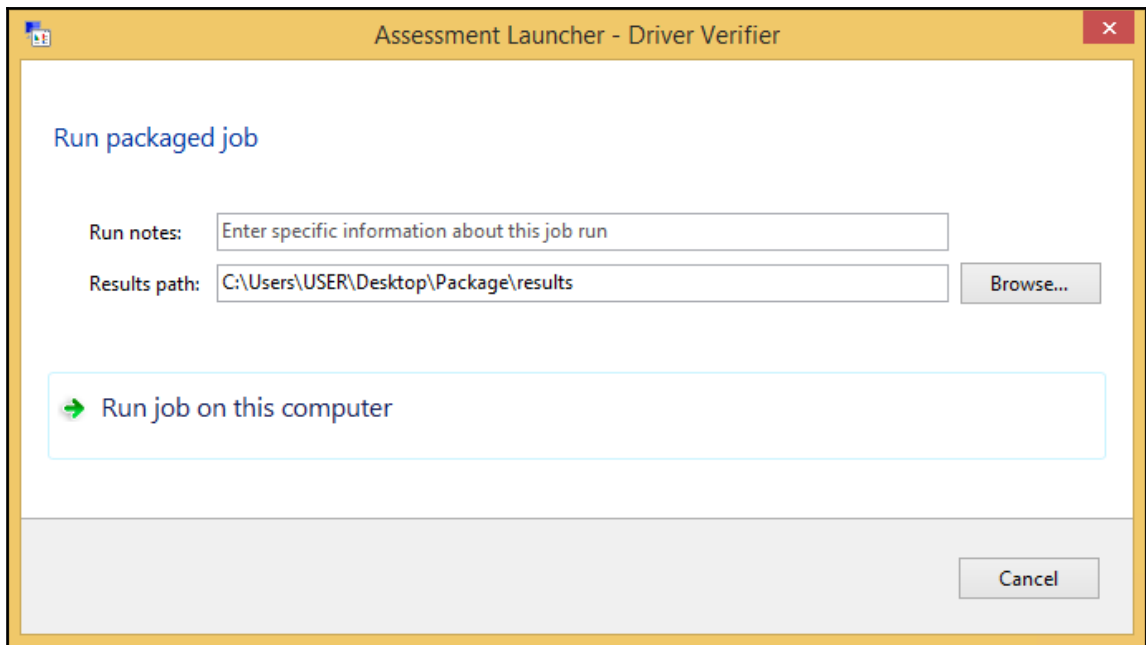 Assessment Launcher - Driver Verifier
Run packaged job
Run notes: Enter specific information about this job run
Results path: C:\Users\USER\Desktop\Package\results Browse...
Run job on this computer
Cancel